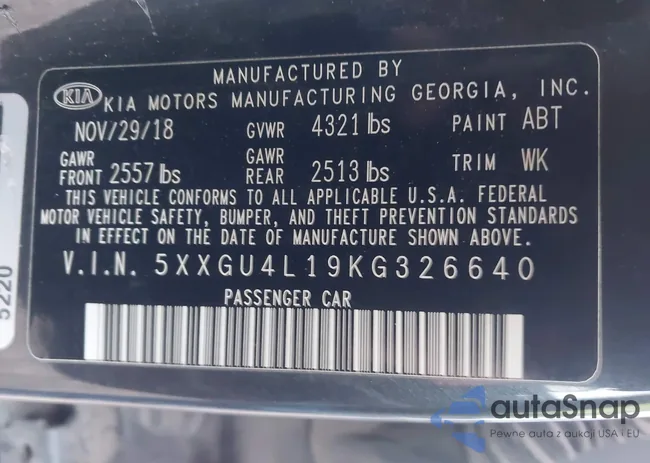 MANUFACTURED BY
KIA KIA MOTORS MANUFACTURING GEORGIA, INC.
NOV/29/18 GVWR 4321 lbs PAINT ABT
GAWR FRONT 2557 lbs GAWR REAR 2513 lbs TRIM WK
THIS VEHICLE CONFORMS TO ALL APPLICABLE U.S.A. FEDERAL
MOTOR VEHICLE SAFETY, BUMPER, AND THEFT PREVENTION STANDARDS
IN EFFECT ON THE DATE OF MANUFACTURE SHOWN ABOVE.
V.I.N. 5XXGU4L19KG326640
PASSENGER CAR
5220
autaSnap
Pewne auta z aukcji USA i EU